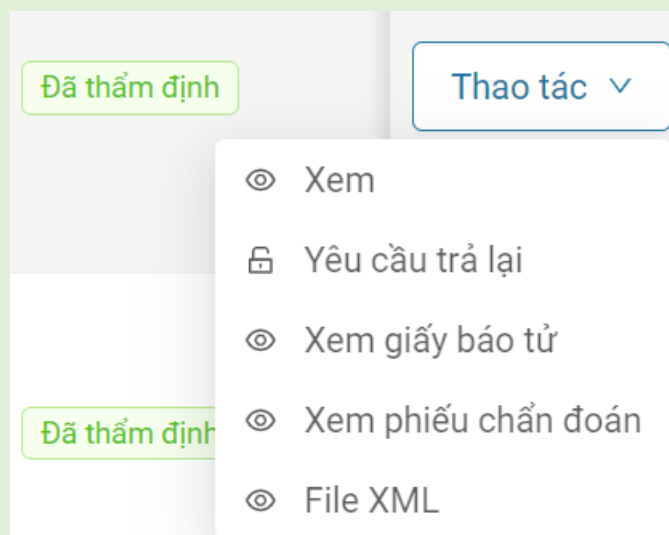 Đã thẩm định
Thao tác
Xem
Yêu cầu trả lại
Xem giấy báo tử
Xem phiếu chẩn đoán
Đã thẩm định
File XML